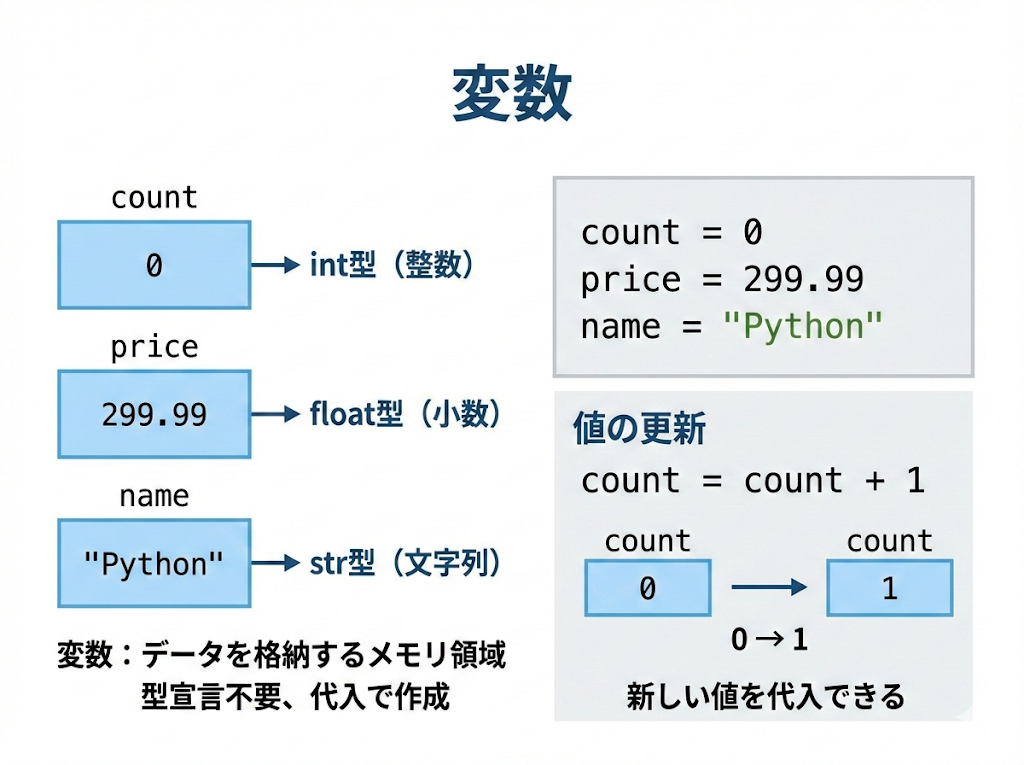 変数
count
0
int型（整数）
price
299.99
float型（小数）
name
"Python"
str型（文字列）
変数：データを格納するメモリ領域
型宣言不要、代入で作成
count = 0
price = 299.99
name = "Python"
値の更新
count = count + 1
count
count
0
1
0 → 1
新しい値を代入できる